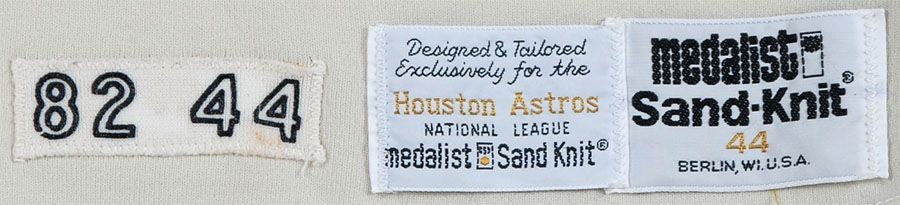 82 44
Designed & Tailored
Exclusively for the
Houston Astros
NATIONAL LEAGUE
medalist Sand Knit®
medalist®
Sand-Knit
44
BERLIN, WI. U.S.A.